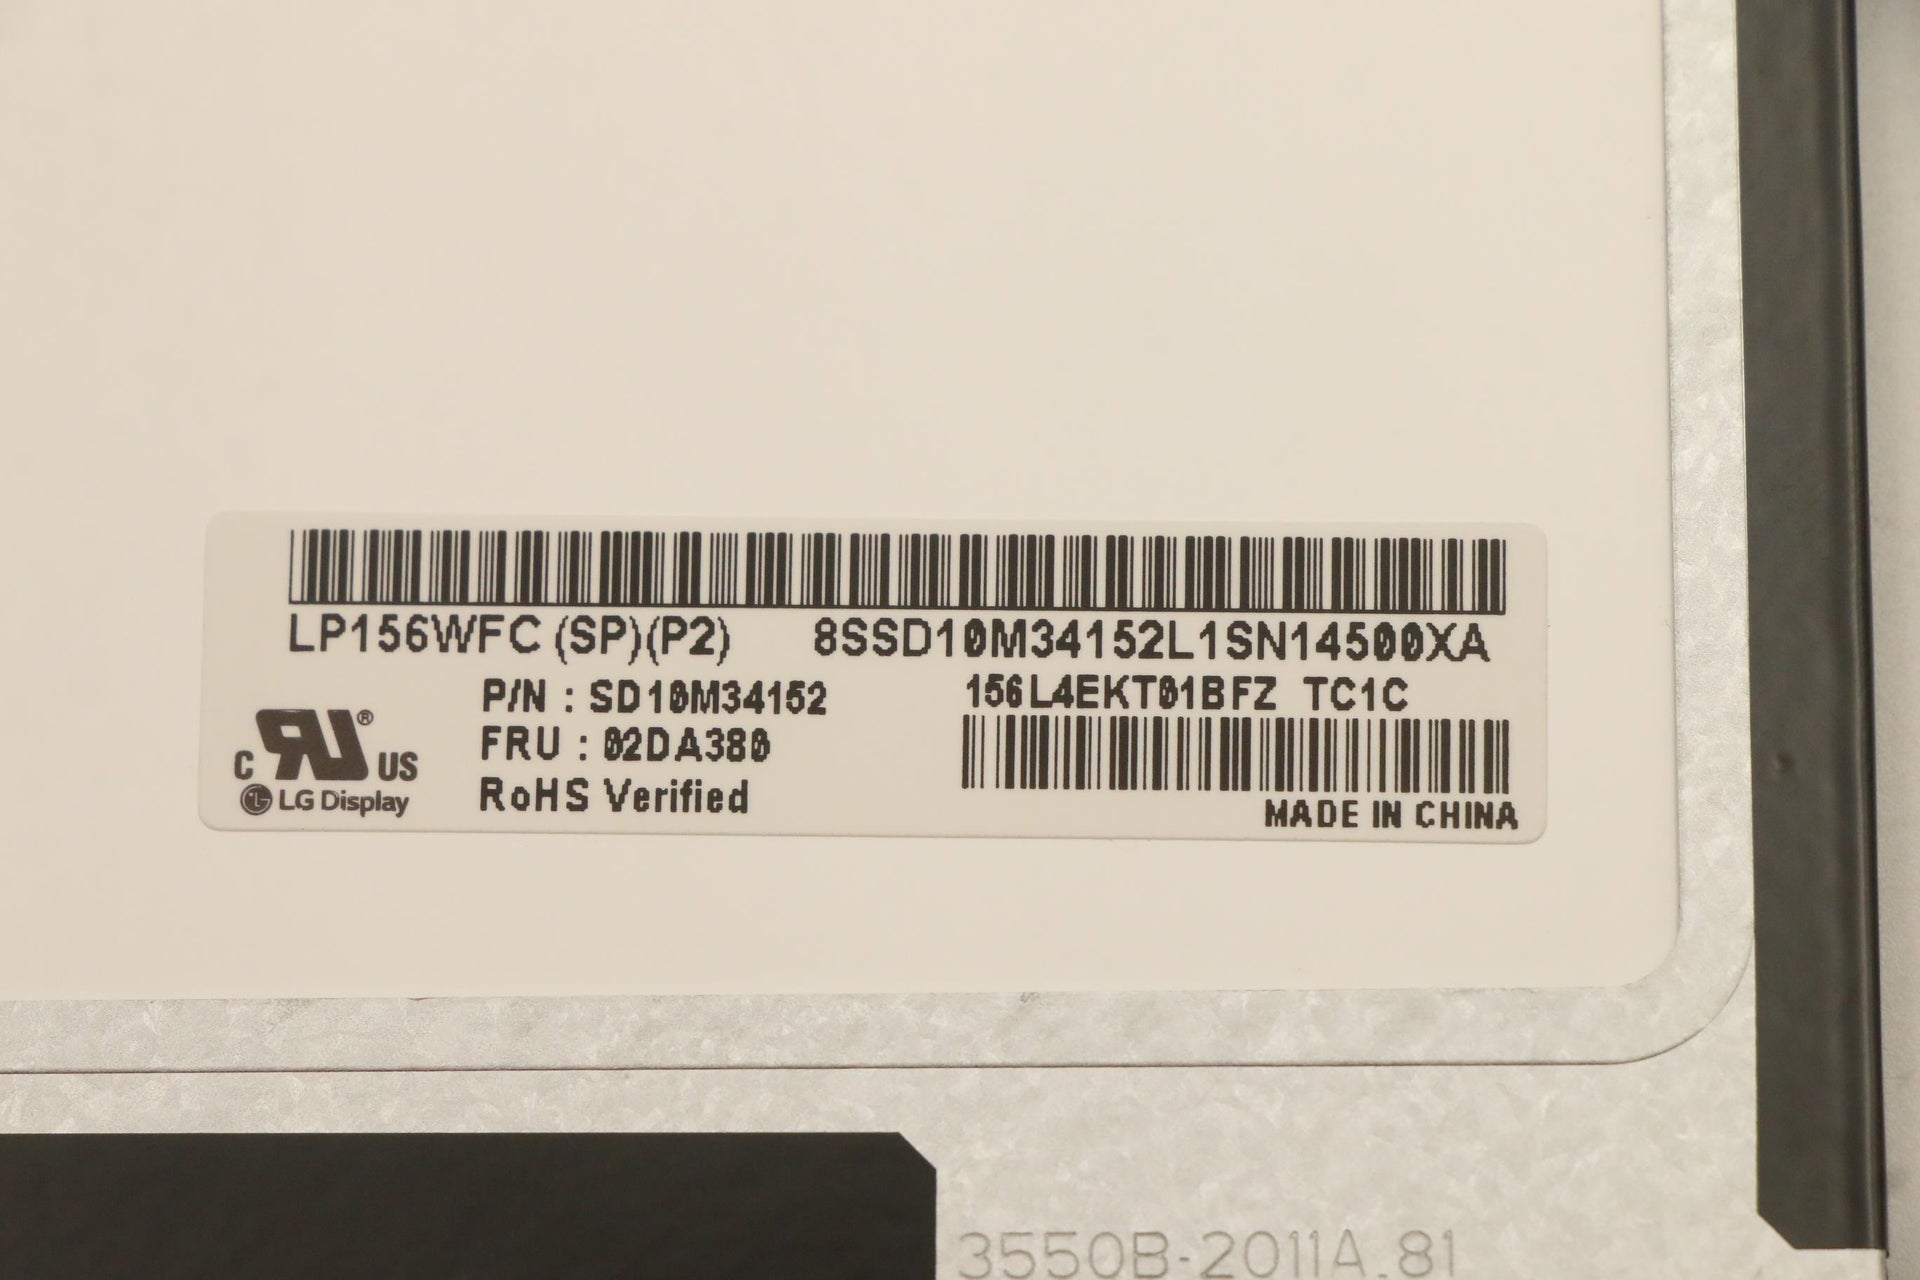 LP156WFC (SP)(P2) 8SSD10M34152L1SN14500XA
P/N : SD10M34152 156L4EKT01BFZ TC1C
FRU : 02DA380
C RU® US
LG Display
RoHS Verified
MADE IN CHINA
3550B-2011A.81